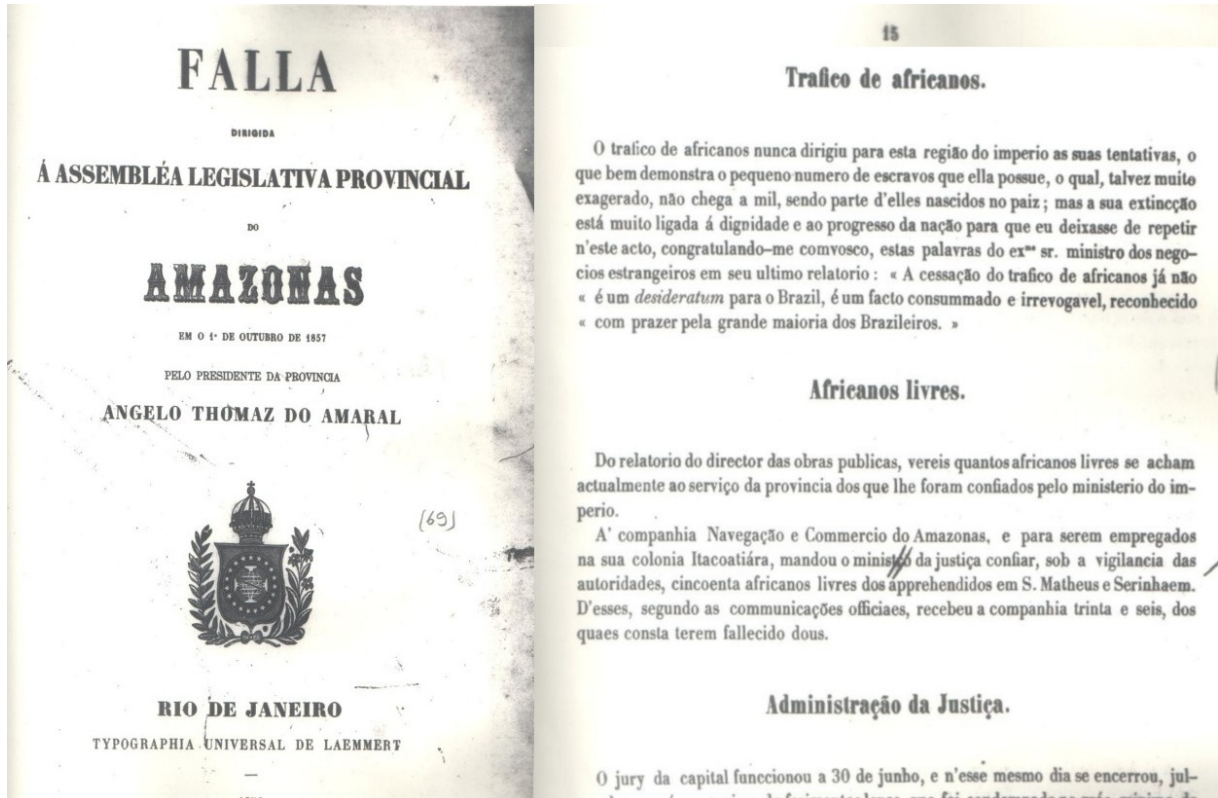 FALLA
DIRIGIDA
Á ASSEMBLÉA LEGISLATIVA PROVINCIAL
DO
AMAZONAS
EM O 1º DE OUTUBRO DE 1857
PELO PRESIDENTE DA PROVINCIA
ANGELO THOMAZ DO AMARAL
(69)
RIO DE JANEIRO
TYPOGRAPHIA UNIVERSAL DE LAEMMERT
15
Trafico de africanos.
O trafico de africanos nunca dirigiu para esta região do imperio as suas tentativas, o
que bem demonstra o pequeno numero de escravos que ella possue, o qual, talvez muito
exagerado, não chega a mil, sendo parte d'elles nascidos no paiz; mas a sua extincção
está muito ligada á dignidade e ao progresso da nação para que eu deixasse de repetir
n'este acto, congratulando-me comvosco, estas palavras do exmo sr. ministro dos nego-
cios estrangeiros em seu ultimo relatorio : « A cessação do trafico de africanos já não
« é um desideratum para o Brazil, é um facto consummado e irrevogavel, reconhecido
« com prazer pela grande maioria dos Brazileiros. »
Africanos livres.
Do relatorio do director das obras publicas, vereis quantos africanos livres se acham
actualmente ao serviço da provincia dos que lhe foram confiados pelo ministerio do im-
perio.
A' companhia Navegação e Commercio do Amazonas, e para serem empregados
na sua colonia Itacoatiára, mandou o ministro da justiça confiar, sob a vigilancia das
autoridades, cincoenta africanos livres dos apprehendidos em S. Matheus e Serinhaem.
D'esses, segundo as communicações officiaes, recebeu a companhia trinta e seis, dos
quaes consta terem fallecido dous.
Administração da Justiça.
O jury da capital funccionou a 30 de junho, e n'esse mesmo dia se encerrou, jul-